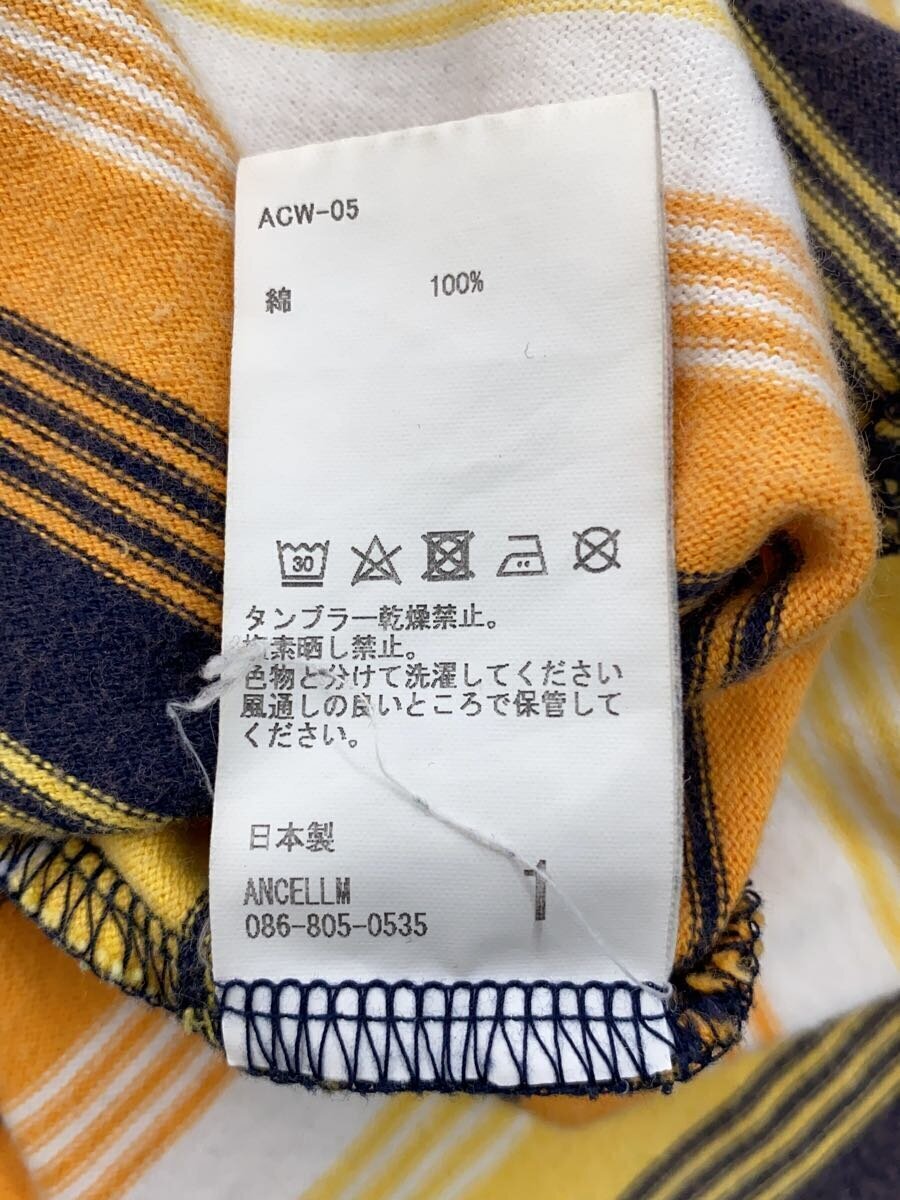 ACW-05
綿 100%
30
タンブラー乾燥禁止。
素晒し禁止。
色物と分けて洗濯してください
風通しの良いところで保管して
ください。
日本製
ANCELLM
086-805-0535
1